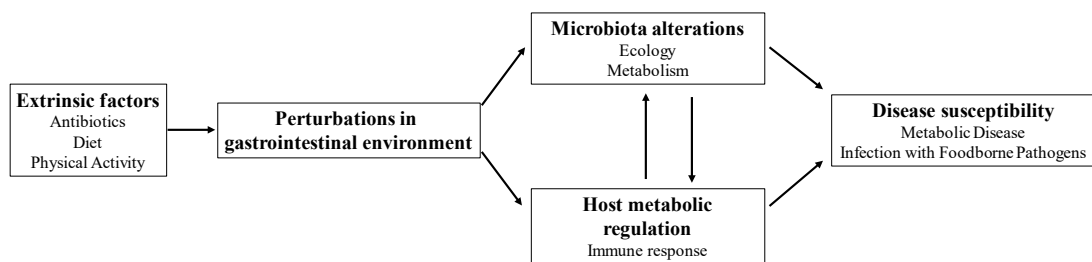 Extrinsic factors
Antibiotics
Diet
Physical Activity
Perturbations in
gastrointestinal environment
Microbiota alterations
Ecology
Metabolism
Host metabolic
regulation
Immune response
Disease susceptibility
Metabolic Disease
Infection with Foodborne Pathogens